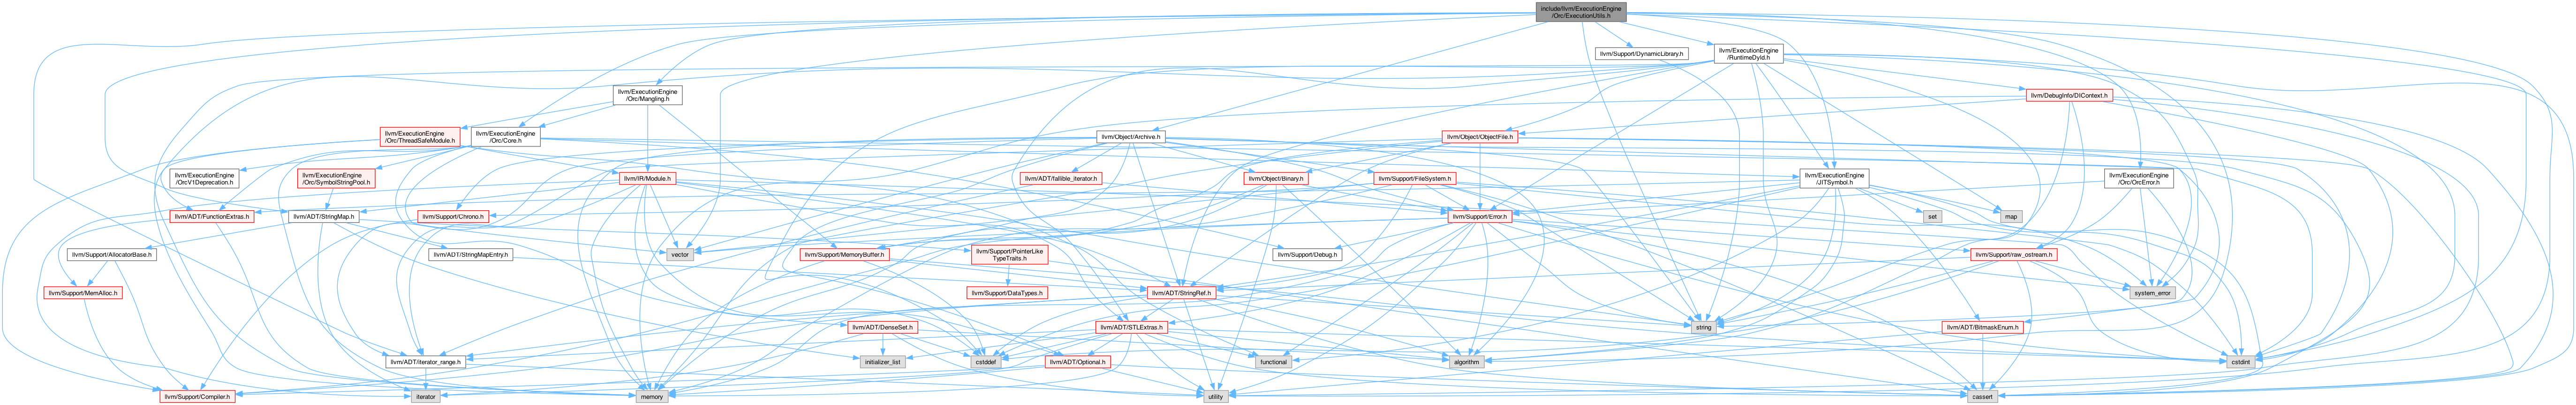 include/llvm/ExecutionEngine
/Orc/ExecutionUtils.h
llvm/Support/DynamicLibrary.h
llvm/ExecutionEngine
/RuntimeDyld.h
llvm/ExecutionEngine
/Orc/Mangling.h
llvm/DebugInfo/DIContext.h
llvm/ExecutionEngine
/Orc/ThreadSafeModule.h
llvm/ExecutionEngine
/Orc/Core.h
llvm/Object/Archive.h
llvm/Object/ObjectFile.h
llvm/ExecutionEngine
/OrcV1Deprecation.h
llvm/ExecutionEngine
/Orc/SymbolStringPool.h
llvm/IR/Module.h
llvm/ADT/fallible_iterator.h
llvm/Object/Binary.h
llvm/Support/FileSystem.h
llvm/ExecutionEngine
/JITSymbol.h
llvm/ExecutionEngine
/Orc/OrcError.h
llvm/ADT/FunctionExtras.h
llvm/ADT/StringMap.h
llvm/Support/Chrono.h
llvm/Support/Error.h
set
map
llvm/Support/AllocatorBase.h
llvm/ADT/StringMapEntry.h
vector
llvm/Support/MemoryBuffer.h
llvm/Support/PointerLike
TypeTraits.h
llvm/Support/Debug.h
llvm/Support/raw_ostream.h
llvm/Support/MemAlloc.h
llvm/Support/DataTypes.h
llvm/ADT/StringRef.h
system_error
llvm/ADT/DenseSet.h
llvm/ADT/STLExtras.h
string
llvm/ADT/BitmaskEnum.h
llvm/ADT/iterator_range.h
initializer_list
cstddef
llvm/ADT/Optional.h
functional
algorithm
cstdint
llvm/Support/Compiler.h
iterator
memory
utility
cassert